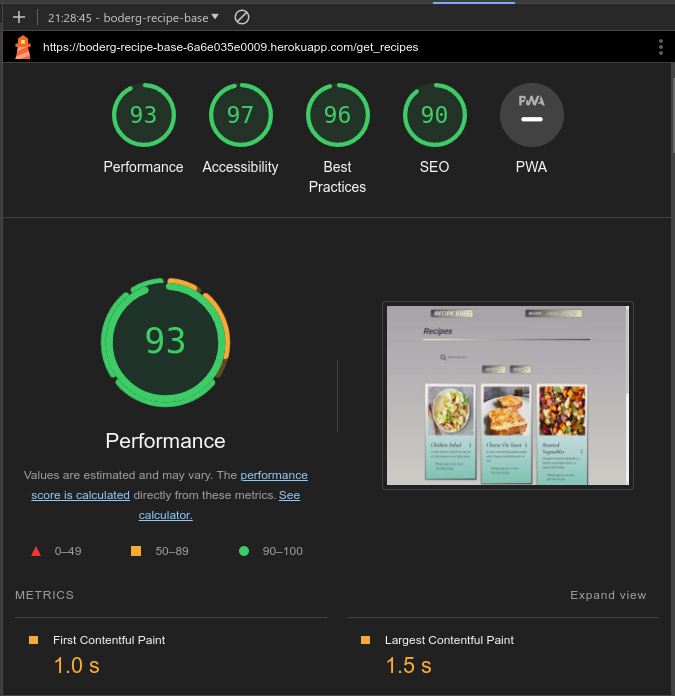 21:28:45 - boderg-recipe-base
https://boderg-recipe-base-6a6e035e0009.herokuapp.com/get_recipes
93
97
96
90
PWA
Performance
Accessibility
Best
Practices
SEO
PWA
93
Performance
Values are estimated and may vary. The performance
score is calculated directly from these metrics. See
calculator.
0–49
50–89
90–100
RECIPE BASE
Recipes
Chicken Salad
Cheese On Toast
Roasted
Vegetables
METRICS
Expand view
First Contentful Paint
1.0 s
Largest Contentful Paint
1.5 s